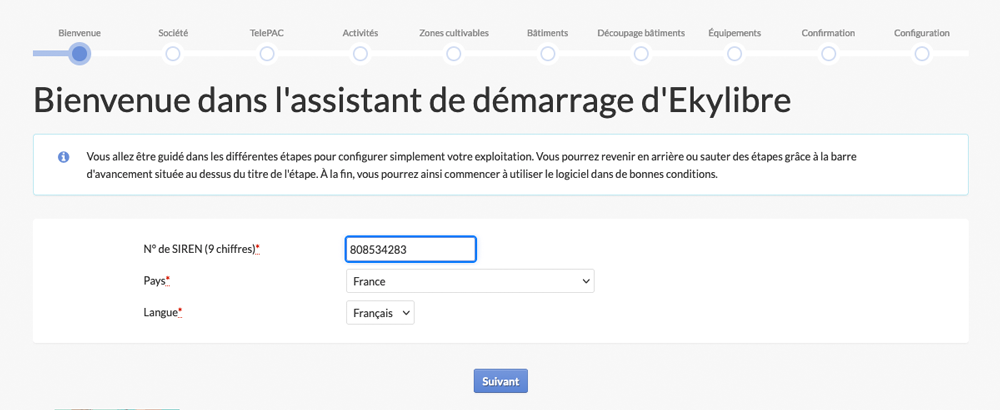 Bienvenue Société TelePAC Activités Zones cultivables Bâtiments Découpage bâtiments Équipements Confirmation Configuration
Bienvenue dans l'assistant de démarrage d'Ekylibre
Vous allez être guidé dans les différentes étapes pour configurer simplement votre exploitation. Vous pourrez revenir en arrière ou sauter des étapes grâce à la barre
d'avancement située au dessus du titre de l'étape. À la fin, vous pourrez ainsi commencer à utiliser le logiciel dans de bonnes conditions.
N° de SIREN (9 chiffres)* 808534283
Pays* France
Langue* Français
Suivant